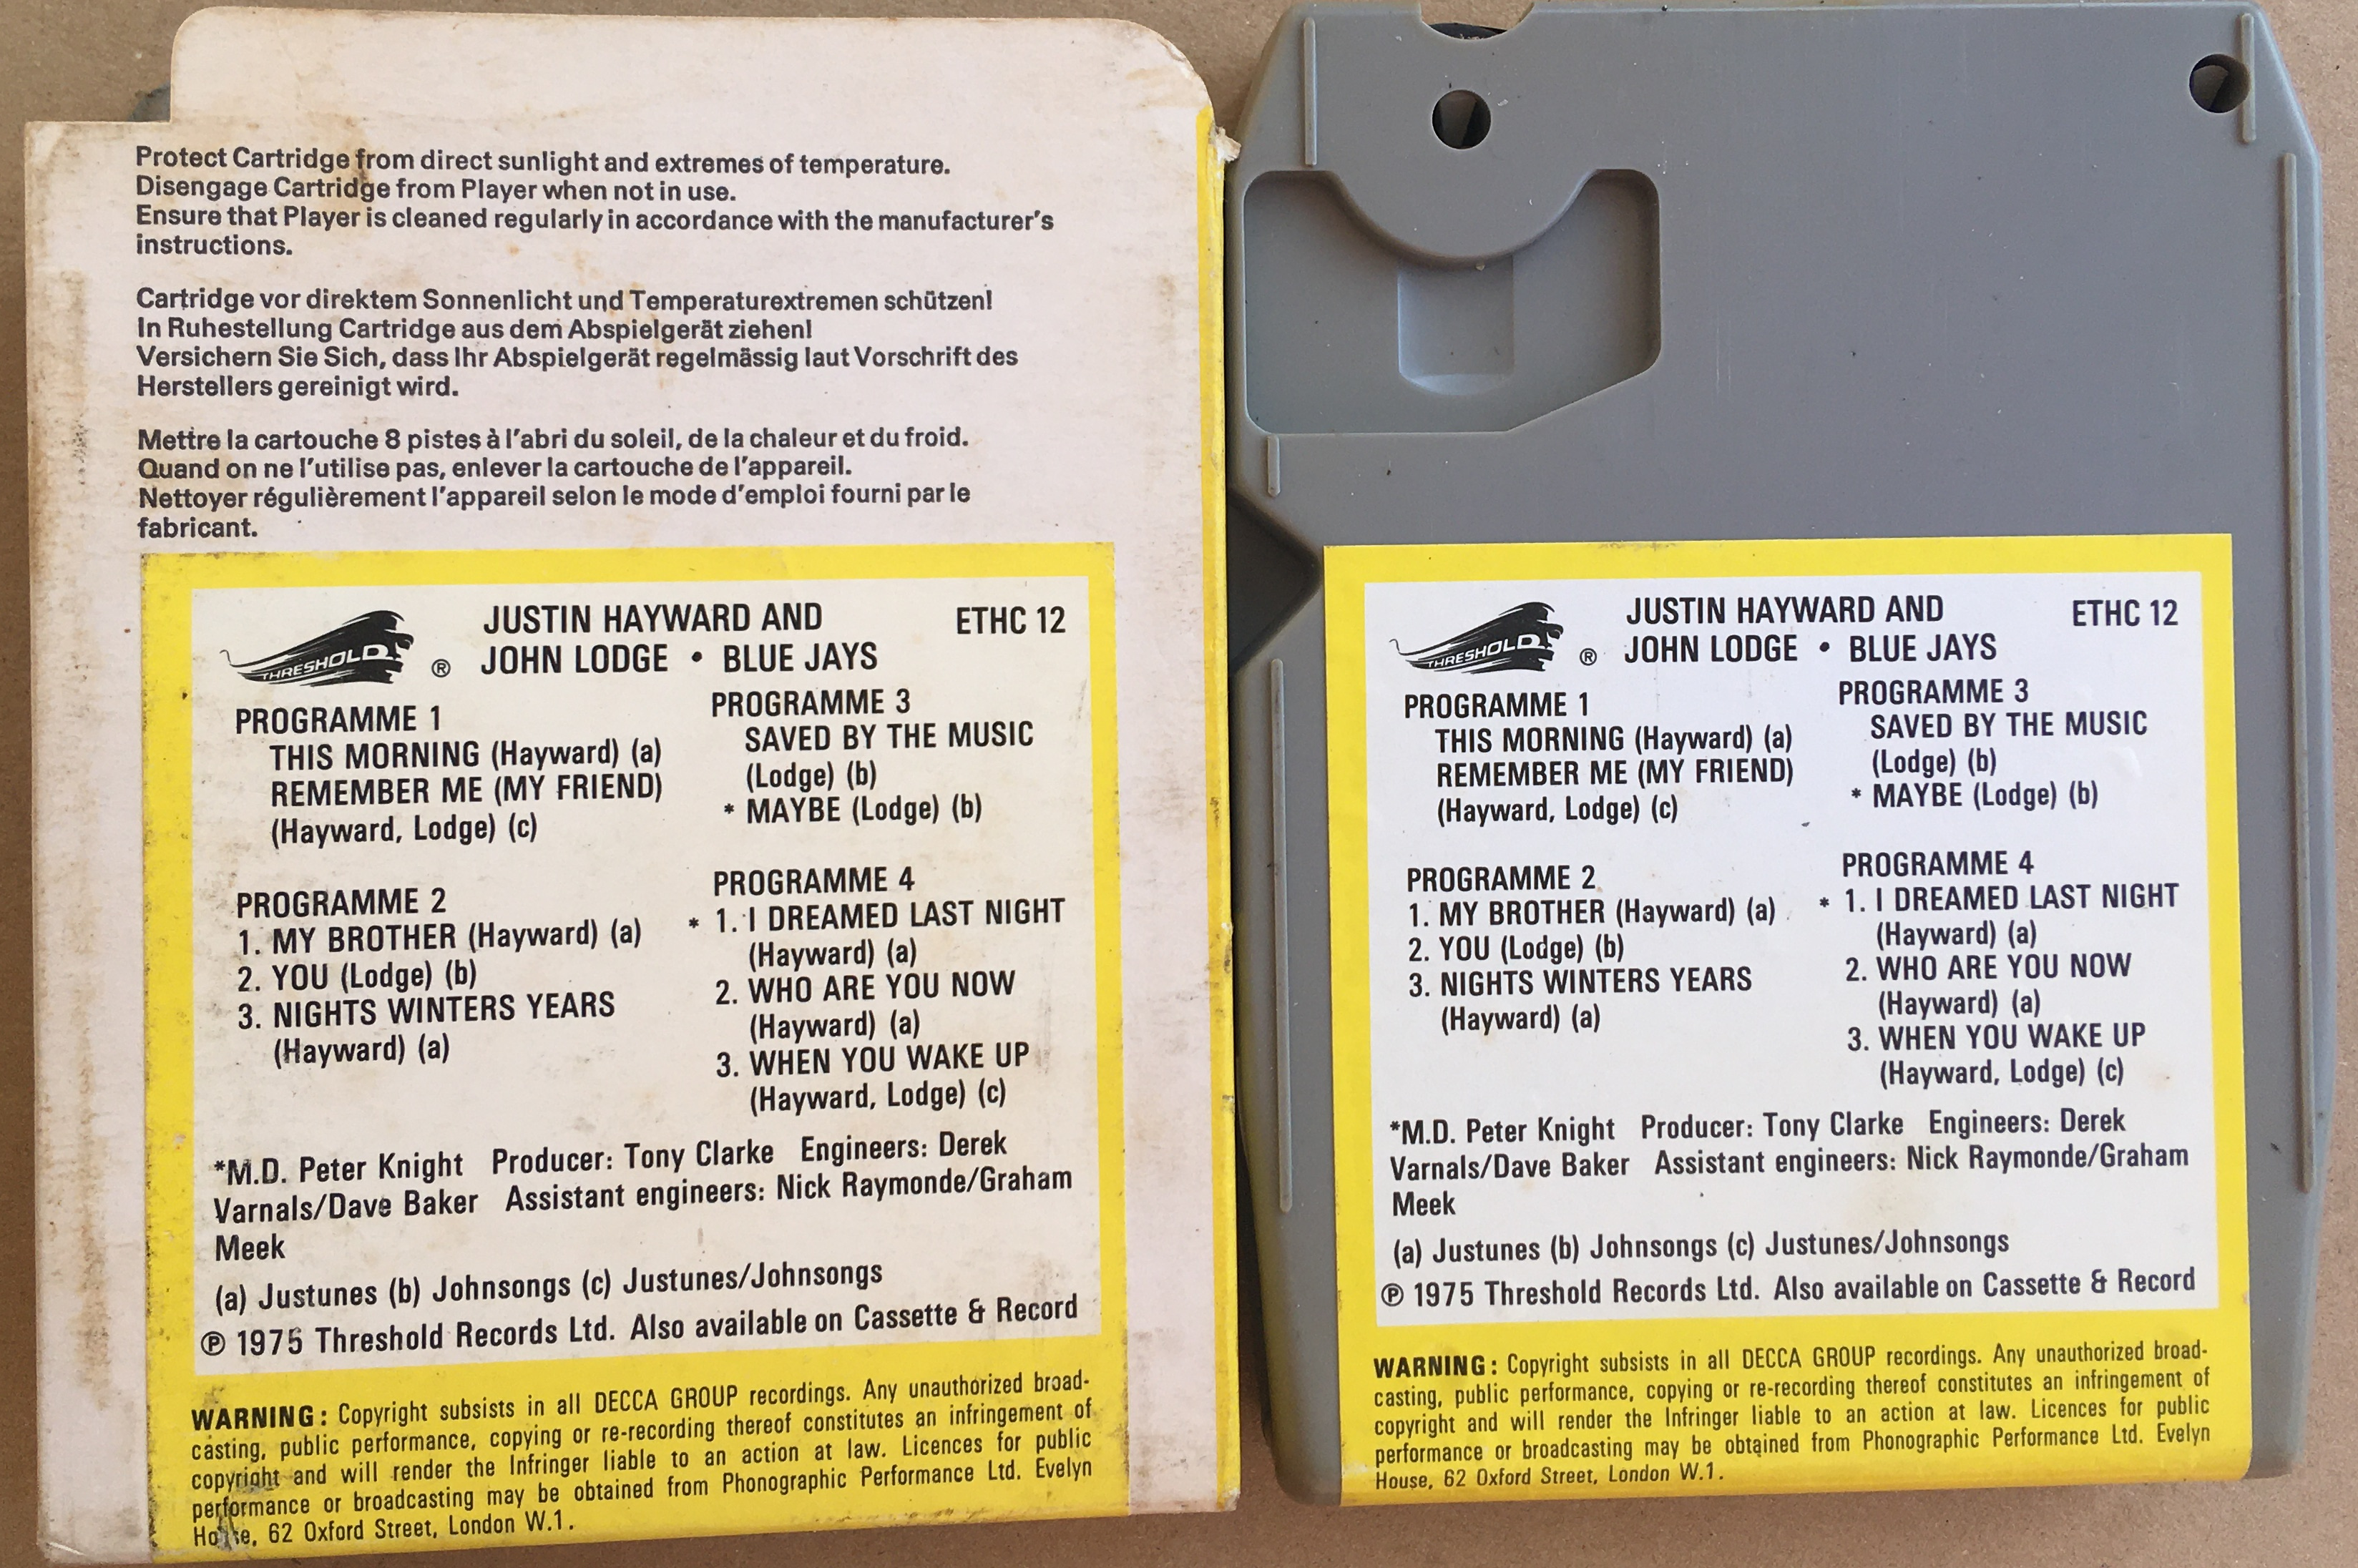 Protect Cartridge from direct sunlight and extremes of temperature.
Disengage Cartridge from Player when not in use.
Ensure that Player is cleaned regularly in accordance with the manufacturer's
instructions.
Cartridge vor direktem Sonnenlicht und Temperaturextremen schützen!
In Ruhestellung Cartridge aus dem Abspielgerät ziehen!
Versichern Sie Sich, dass Ihr Abspielgerät regelmässig laut Vorschrift des
Herstellers gereinigt wird.
Mettre la cartouche 8 pistes à l'abri du soleil, de la chaleur et du froid.
Quand on ne l'utilise pas, enlever la cartouche de l'appareil.
Nettoyer régulièrement l'appareil selon le mode d'emploi fourni par le
fabricant.
THRESHOLD ®
JUSTIN HAYWARD AND
JOHN LODGE • BLUE JAYS
ETHC 12
PROGRAMME 1
THIS MORNING (Hayward) (a)
REMEMBER ME (MY FRIEND)
(Hayward, Lodge) (c)
PROGRAMME 2
1. MY BROTHER (Hayward) (a)
2. YOU (Lodge) (b)
3. NIGHTS WINTERS YEARS
(Hayward) (a)
PROGRAMME 3
SAVED BY THE MUSIC
(Lodge) (b)
* MAYBE (Lodge) (b)
PROGRAMME 4
* 1. I DREAMED LAST NIGHT
(Hayward) (a)
2. WHO ARE YOU NOW
(Hayward) (a)
3. WHEN YOU WAKE UP
(Hayward, Lodge) (c)
*M.D. Peter Knight Producer: Tony Clarke Engineers: Derek
Varnals/Dave Baker Assistant engineers: Nick Raymonde/Graham
Meek
(a) Justunes (b) Johnsongs (c) Justunes/Johnsongs
℗ 1975 Threshold Records Ltd. Also available on Cassette & Record
WARNING: Copyright subsists in all DECCA GROUP recordings. Any unauthorized broad-
casting, public performance, copying or re-recording thereof constitutes an infringement of
copyright and will render the Infringer liable to an action at law. Licences for public
performance or broadcasting may be obtained from Phonographic Performance Ltd. Evelyn
House, 62 Oxford Street, London W.1.
THRESHOLD ®
JUSTIN HAYWARD AND
JOHN LODGE • BLUE JAYS
ETHC 12
PROGRAMME 1
THIS MORNING (Hayward) (a)
REMEMBER ME (MY FRIEND)
(Hayward, Lodge) (c)
PROGRAMME 2
1. MY BROTHER (Hayward) (a)
2. YOU (Lodge) (b)
3. NIGHTS WINTERS YEARS
(Hayward) (a)
PROGRAMME 3
SAVED BY THE MUSIC
(Lodge) (b)
* MAYBE (Lodge) (b)
PROGRAMME 4
* 1. I DREAMED LAST NIGHT
(Hayward) (a)
2. WHO ARE YOU NOW
(Hayward) (a)
3. WHEN YOU WAKE UP
(Hayward, Lodge) (c)
*M.D. Peter Knight Producer: Tony Clarke Engineers: Derek
Varnals/Dave Baker Assistant engineers: Nick Raymonde/Graham
Meek
(a) Justunes (b) Johnsongs (c) Justunes/Johnsongs
℗ 1975 Threshold Records Ltd. Also available on Cassette & Record
WARNING: Copyright subsists in all DECCA GROUP recordings. Any unauthorized broad-
casting, public performance, copying or re-recording thereof constitutes an infringement of
copyright and will render the Infringer liable to an action at law. Licences for public
performance or broadcasting may be obtained from Phonographic Performance Ltd. Evelyn
House, 62 Oxford Street, London W.1.